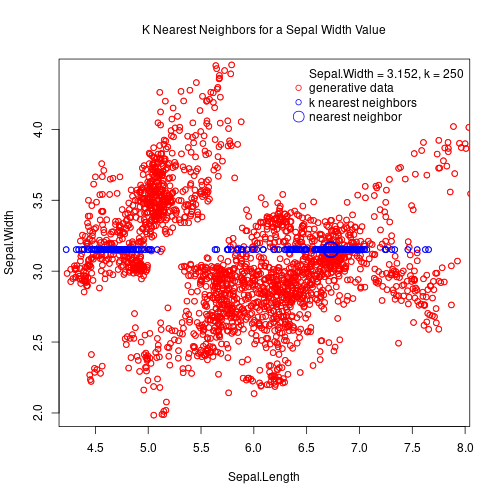 K Nearest Neighbors for a Sepal Width Value
Sepal.Width = 3.152, k = 250
generative data
k nearest neighbors
nearest neighbor
Sepal.Width
4.0
3.5
3.0
2.5
2.0
4.5 5.0 5.5 6.0 6.5 7.0 7.5 8.0
Sepal.Length